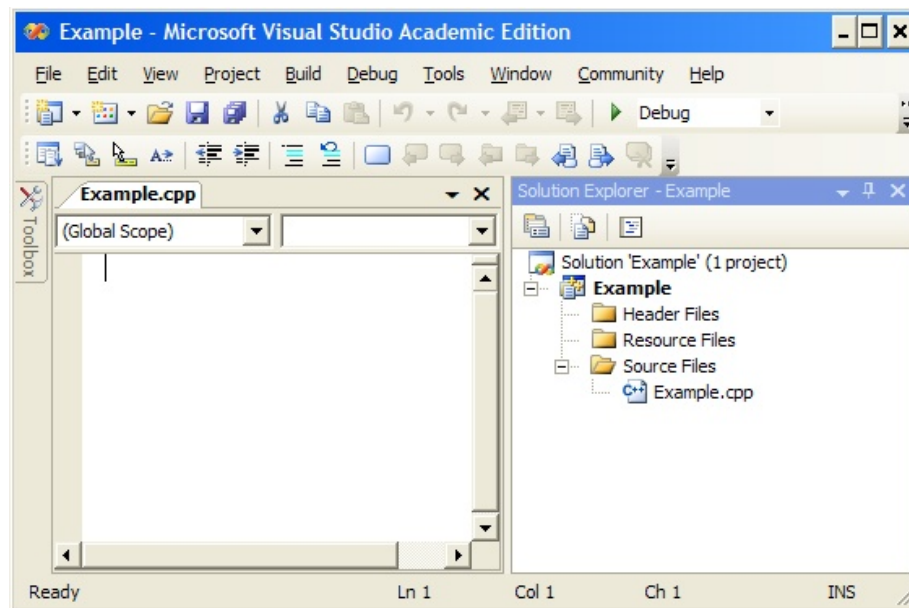 Example - Microsoft Visual Studio Academic Edition
File Edit View Project Build Debug Tools Window Community Help
Debug
Toolbox
Example.cpp
(Global Scope)
Solution Explorer - Example
Solution 'Example' (1 project)
Example
Header Files
Resource Files
Source Files
Example.cpp
Ready Ln 1 Col 1 Ch 1 INS